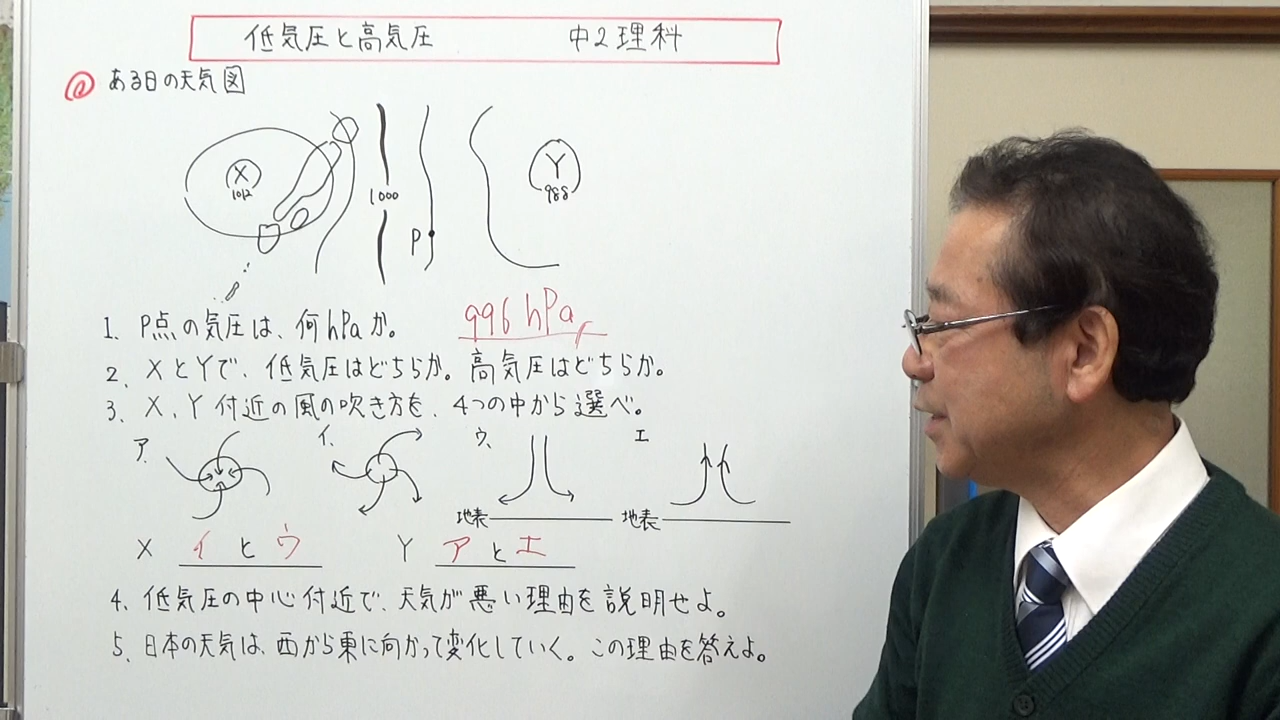 低気圧と高気圧 中2理科
@ ある日の天気図
X
1012
1000
P
Y
988
1. P点の気圧は、何hPaか。 996 hPa
2. XとYで、低気圧はどちらか。高気圧はどちらか。
3. X、Y付近の風の吹き方を、4つの中から選べ。
ア. イ. ウ. エ
地表 地表
X イとウ Y アとエ
4. 低気圧の中心付近で、天気が悪い理由を説明せよ。
5. 日本の天気は、西から東に向かって変化していく。この理由を答えよ。